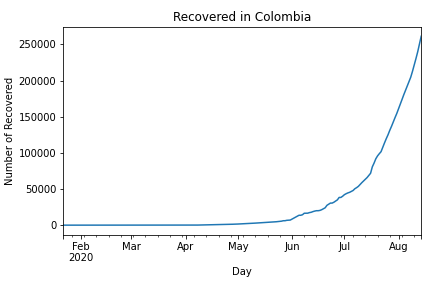 Recovered in Colombia
250000
200000
150000
100000
50000
0
Number of Recovered
Feb Mar Apr May Jun Jul Aug
2020
Day